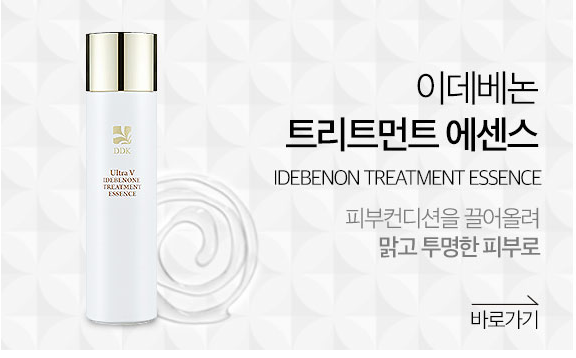 DDK
Ultra V
IDEBENONE
TREATMENT
ESSENCE
이데베논
트리트먼트 에센스
IDEBENON TREATMENT ESSENCE
피부컨디션을 끌어올려
맑고 투명한 피부로
바로가기